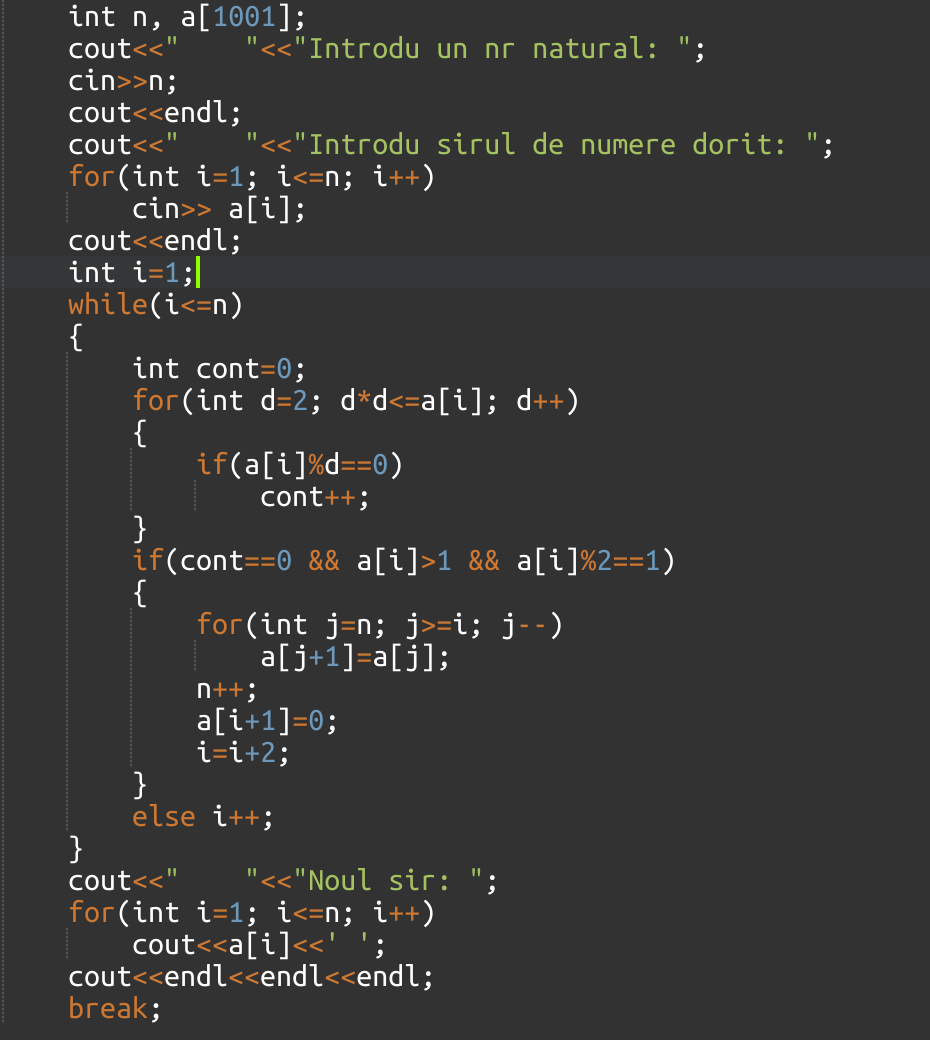 int n, a[1001];
cout<<"    "<<"Introdu un nr natural: ";
cin>>n;
cout<<endl;
cout<<"    "<<"Introdu sirul de numere dorit: ";
for(int i=1; i<=n; i++)
    cin>> a[i];
cout<<endl;
int i=1;
while(i<=n)
{
    int cont=0;
    for(int d=2; d*d<=a[i]; d++)
    {
        if(a[i]%d==0)
            cont++;
    }
    if(cont==0 && a[i]>1 && a[i]%2==1)
    {
        for(int j=n; j>=i; j--)
            a[j+1]=a[j];
        n++;
        a[i+1]=0;
        i=i+2;
    }
    else i++;
}
cout<<"    "<<"Noul sir: ";
for(int i=1; i<=n; i++)
    cout<<a[i]<<' ';
cout<<endl<<endl<<endl;
break;